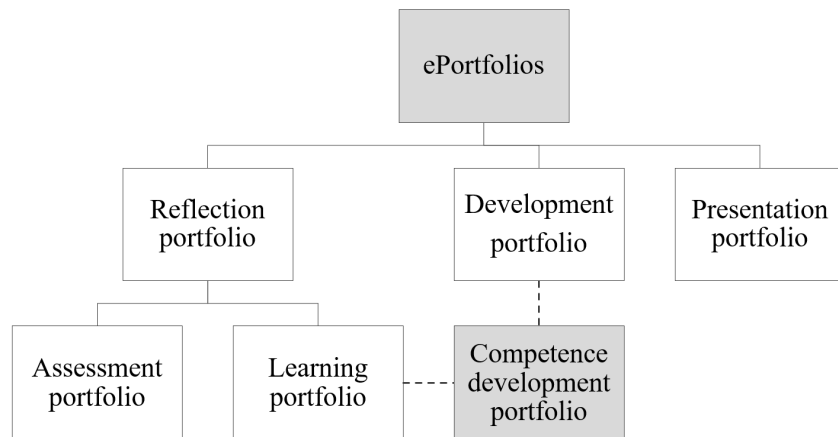 ePortfolios
Reflection
portfolio
Development
portfolio
Presentation
portfolio
Assessment
portfolio
Learning
portfolio
Competence
development
portfolio